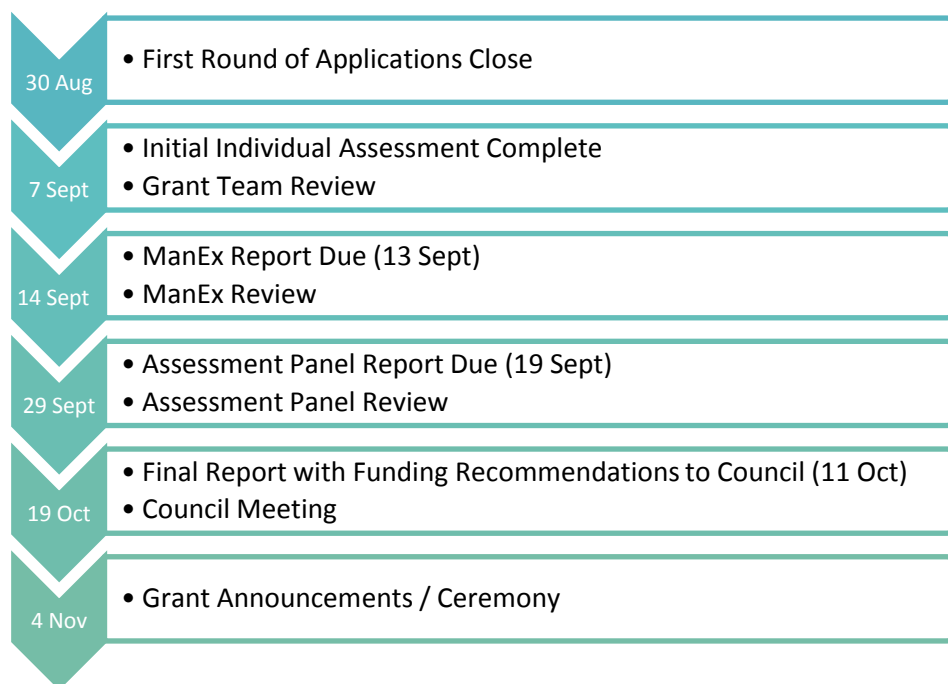 30 Aug
• First Round of Applications Close
7 Sept
• Initial Individual Assessment Complete
• Grant Team Review
14 Sept
• ManEx Report Due (13 Sept)
• ManEx Review
29 Sept
• Assessment Panel Report Due (19 Sept)
• Assessment Panel Review
19 Oct
• Final Report with Funding Recommendations to Council (11 Oct)
• Council Meeting
4 Nov
• Grant Announcements / Ceremony